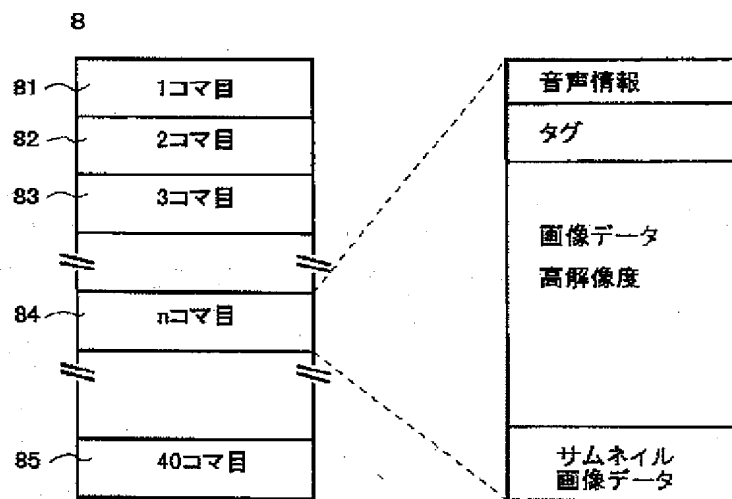 8
81
1コマ目
82
2コマ目
83
3コマ目
84
nコマ目
85
40コマ目
音声情報
タグ
画像データ
高解像度
サムネイル
画像データ